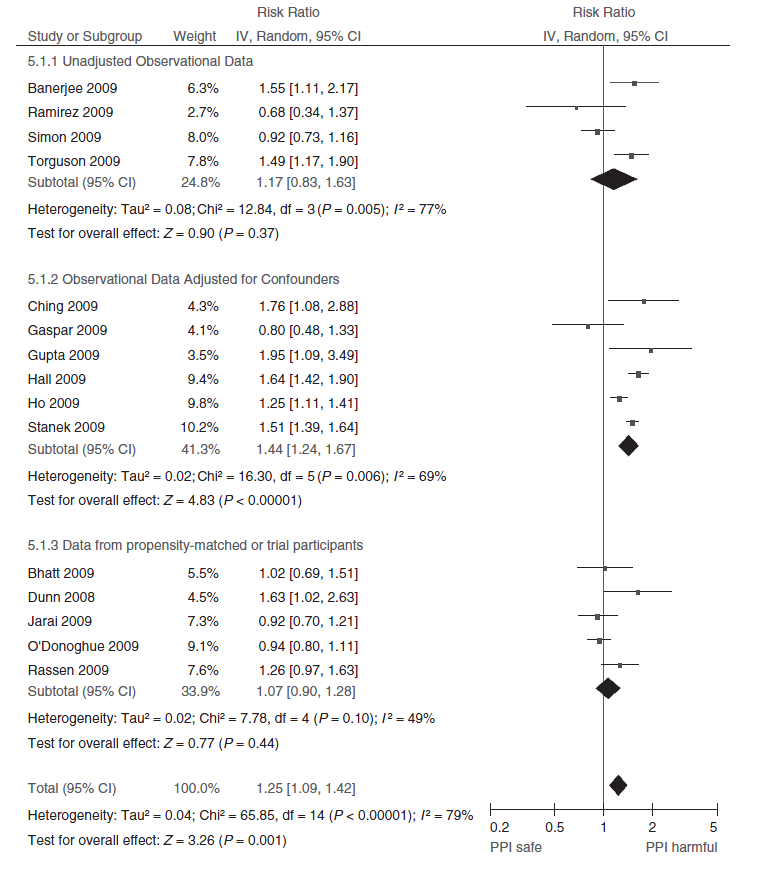 Risk Ratio Risk Ratio
Study or Subgroup Weight IV, Random, 95% CI IV, Random, 95% CI
5.1.1 Unadjusted Observational Data
Banerjee 2009 6.3% 1.55 [1.11, 2.17]
Ramirez 2009 2.7% 0.68 [0.34, 1.37]
Simon 2009 8.0% 0.92 [0.73, 1.16]
Torguson 2009 7.8% 1.49 [1.17, 1.90]
Subtotal (95% CI) 24.8% 1.17 [0.83, 1.63]
Heterogeneity: Tau² = 0.08; Chi² = 12.84, df = 3 (P = 0.005); I² = 77%
Test for overall effect: Z = 0.90 (P = 0.37)
5.1.2 Observational Data Adjusted for Confounders
Ching 2009 4.3% 1.76 [1.08, 2.88]
Gaspar 2009 4.1% 0.80 [0.48, 1.33]
Gupta 2009 3.5% 1.95 [1.09, 3.49]
Hall 2009 9.4% 1.64 [1.42, 1.90]
Ho 2009 9.8% 1.25 [1.11, 1.41]
Stanek 2009 10.2% 1.51 [1.39, 1.64]
Subtotal (95% CI) 41.3% 1.44 [1.24, 1.67]
Heterogeneity: Tau² = 0.02; Chi² = 16.30, df = 5 (P = 0.006); I² = 69%
Test for overall effect: Z = 4.83 (P < 0.00001)
5.1.3 Data from propensity-matched or trial participants
Bhatt 2009 5.5% 1.02 [0.69, 1.51]
Dunn 2008 4.5% 1.63 [1.02, 2.63]
Jarai 2009 7.3% 0.92 [0.70, 1.21]
O'Donoghue 2009 9.1% 0.94 [0.80, 1.11]
Rassen 2009 7.6% 1.26 [0.97, 1.63]
Subtotal (95% CI) 33.9% 1.07 [0.90, 1.28]
Heterogeneity: Tau² = 0.02; Chi² = 7.78, df = 4 (P = 0.10); I² = 49%
Test for overall effect: Z = 0.77 (P = 0.44)
Total (95% CI) 100.0% 1.25 [1.09, 1.42]
Heterogeneity: Tau² = 0.04; Chi² = 65.85, df = 14 (P < 0.00001); I² = 79%
Test for overall effect: Z = 3.26 (P = 0.001)
0.2 0.5 1 2 5
PPI safe PPI harmful